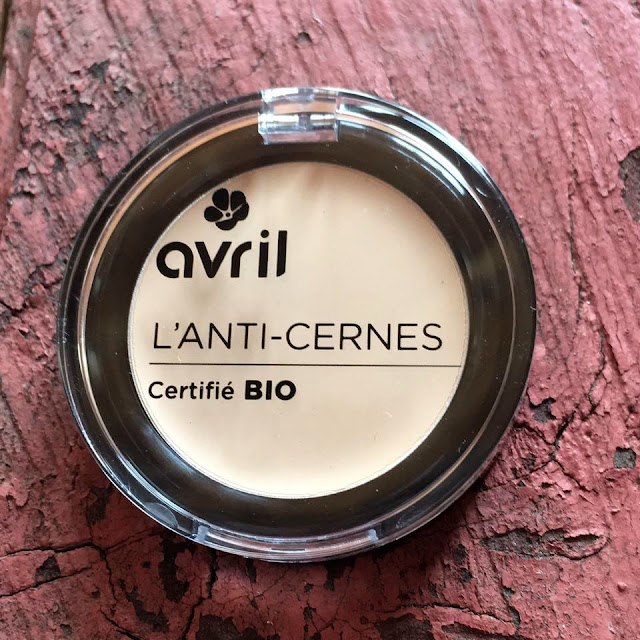 avril
L'ANTI-CERNES
Certifié BIO